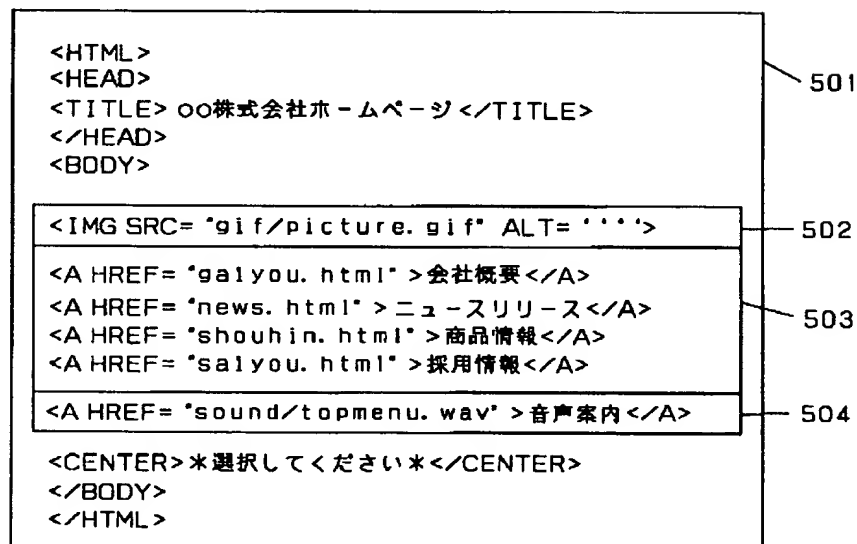 <HTML>
<HEAD>
<TITLE> ○○株式会社ホームページ </TITLE>
</HEAD>
<BODY>
501
<IMG SRC= "gif/picture. gif" ALT= ' ' ' '>
502
<A HREF= "gaiyou. html" >会社概要</A>
<A HREF= "news. html" >ニュースリリース</A>
<A HREF= "shouhin. html" >商品情報</A>
<A HREF= "saiyou. html" >採用情報</A>
503
<A HREF= "sound/topmenu. wav" >音声案内</A>
504
<CENTER>＊選択してください＊</CENTER>
</BODY>
</HTML>